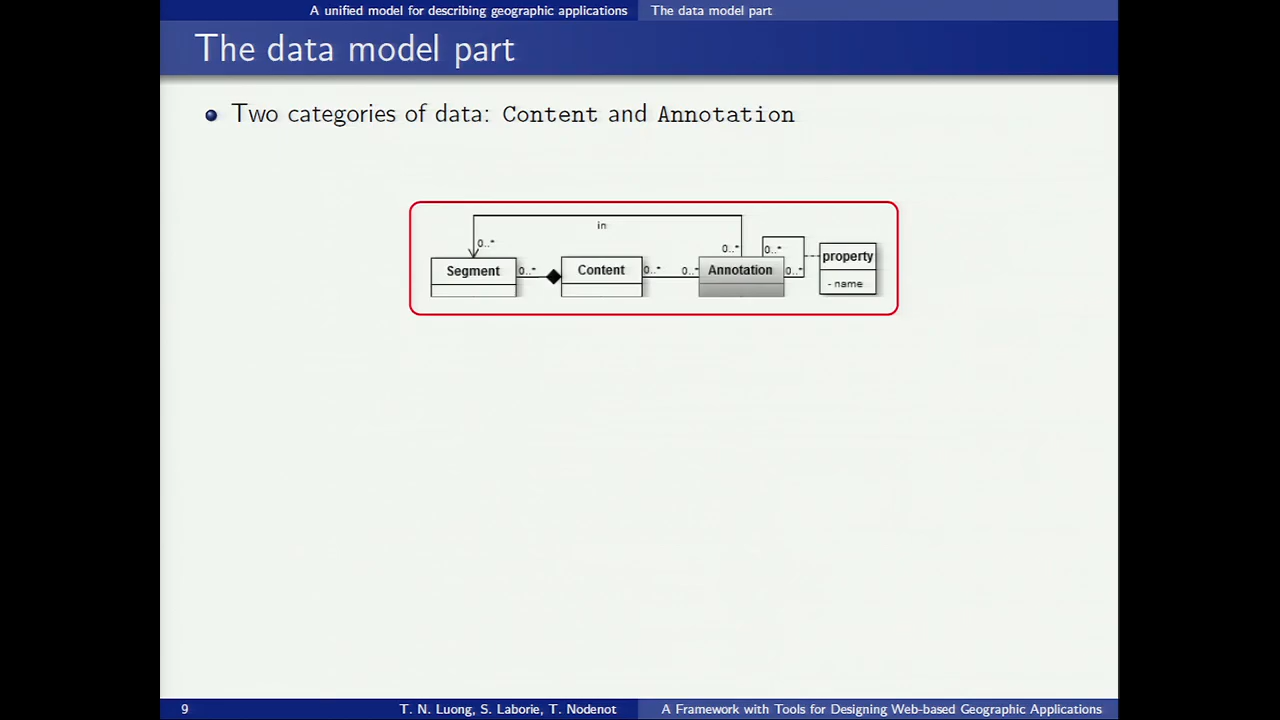 A unified model for describing geographic applications The data model part
The data model part
Two categories of data: Content and Annotation
in
0..* 0..* 0..*
Segment 0..* Content 0..* 0..* Annotation 0..* property
- name
9 T. N. Luong, S. Laborie, T. Nodenot A Framework with Tools for Designing Web-based Geographic Applications